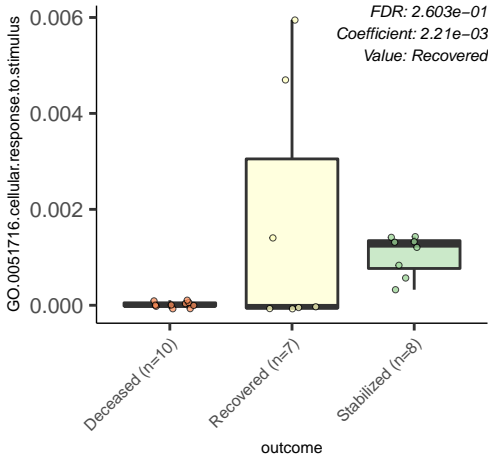 FDR: 2.603e−01
Coefficient: 2.21e−03
Value: Recovered
GO.0051716.cellular.response.to.stimulus
0.006
0.004
0.002
0.000
Deceased (n=10)
Recovered (n=7)
Stabilized (n=8)
outcome